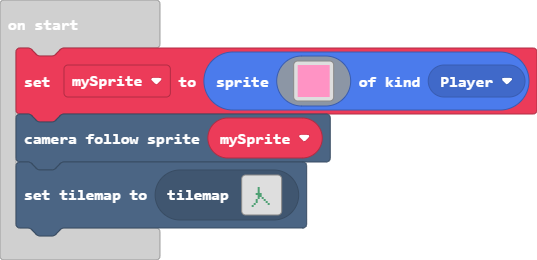 on start
set mySprite to sprite of kind Player
camera follow sprite mySprite
set tilemap to tilemap